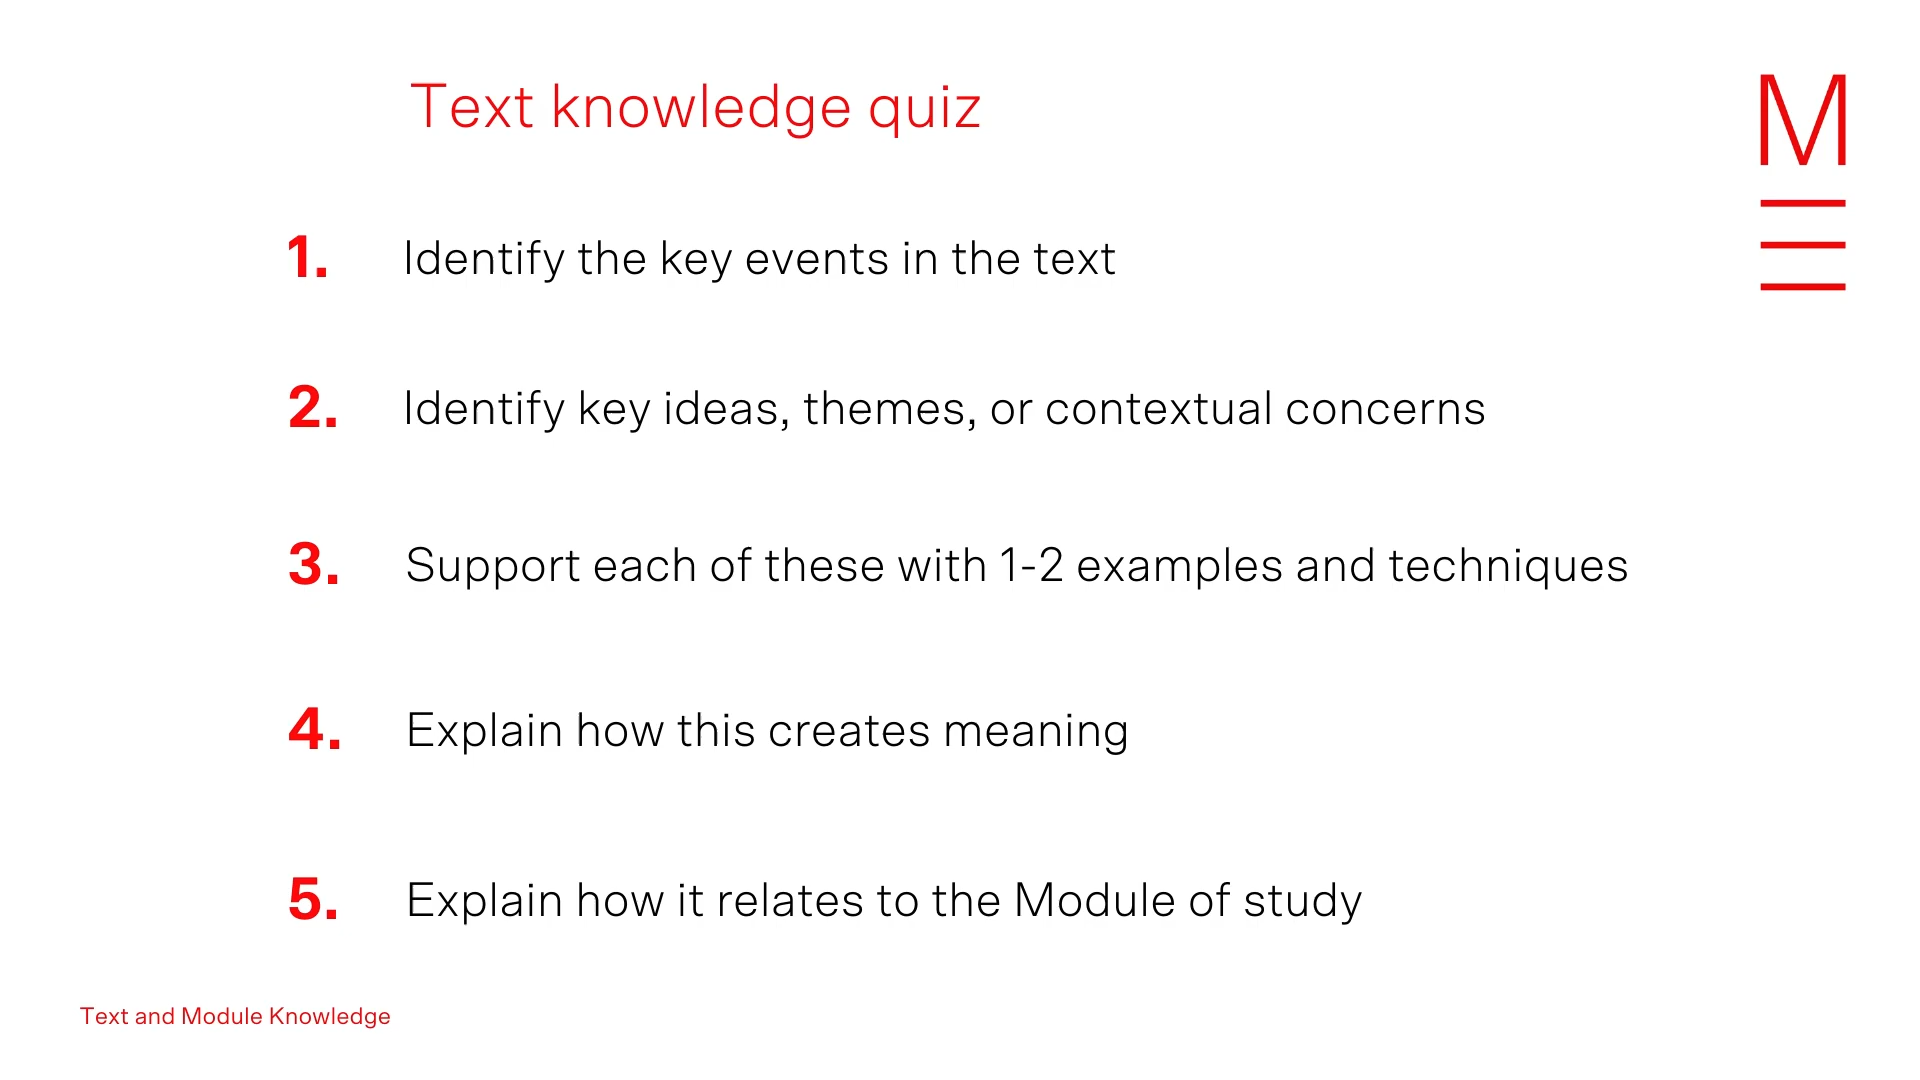 Text knowledge quiz
M
1. Identify the key events in the text
2. Identify key ideas, themes, or contextual concerns
3. Support each of these with 1-2 examples and techniques
4. Explain how this creates meaning
5. Explain how it relates to the Module of study
Text and Module Knowledge